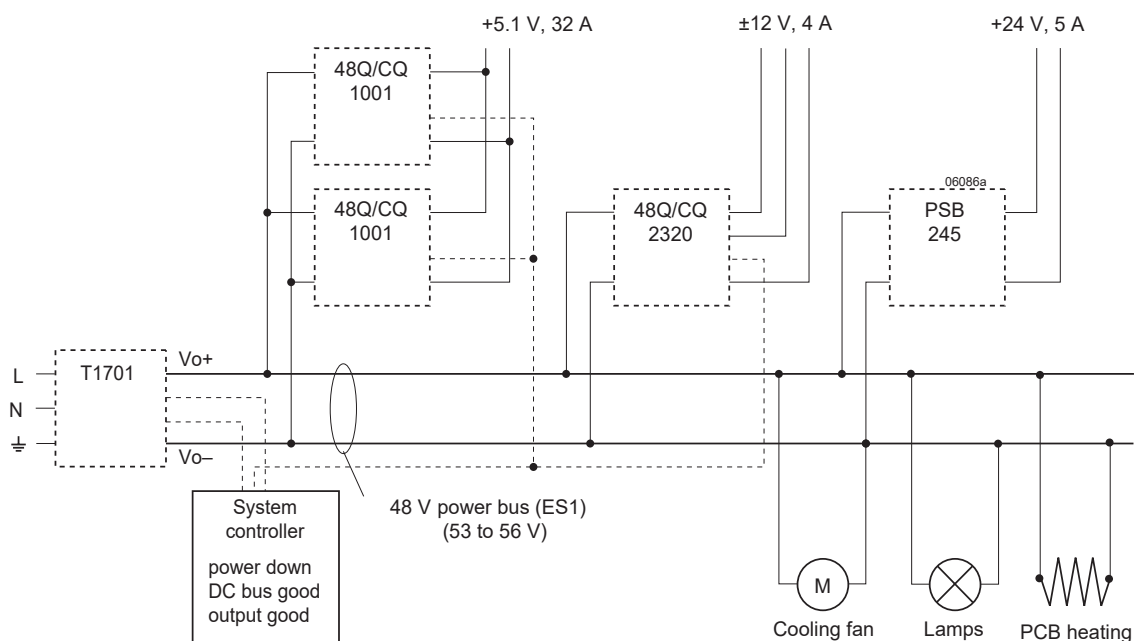 +5.1 V, 32 A
±12 V, 4 A
+24 V, 5 A
48Q/CQ
1001
48Q/CQ
1001
48Q/CQ
2320
06086a
PSB
245
L
N
T1701
Vo+
Vo–
48 V power bus (ES1)
(53 to 56 V)
System
controller
power down
DC bus good
output good
M
Cooling fan
Lamps
PCB heating